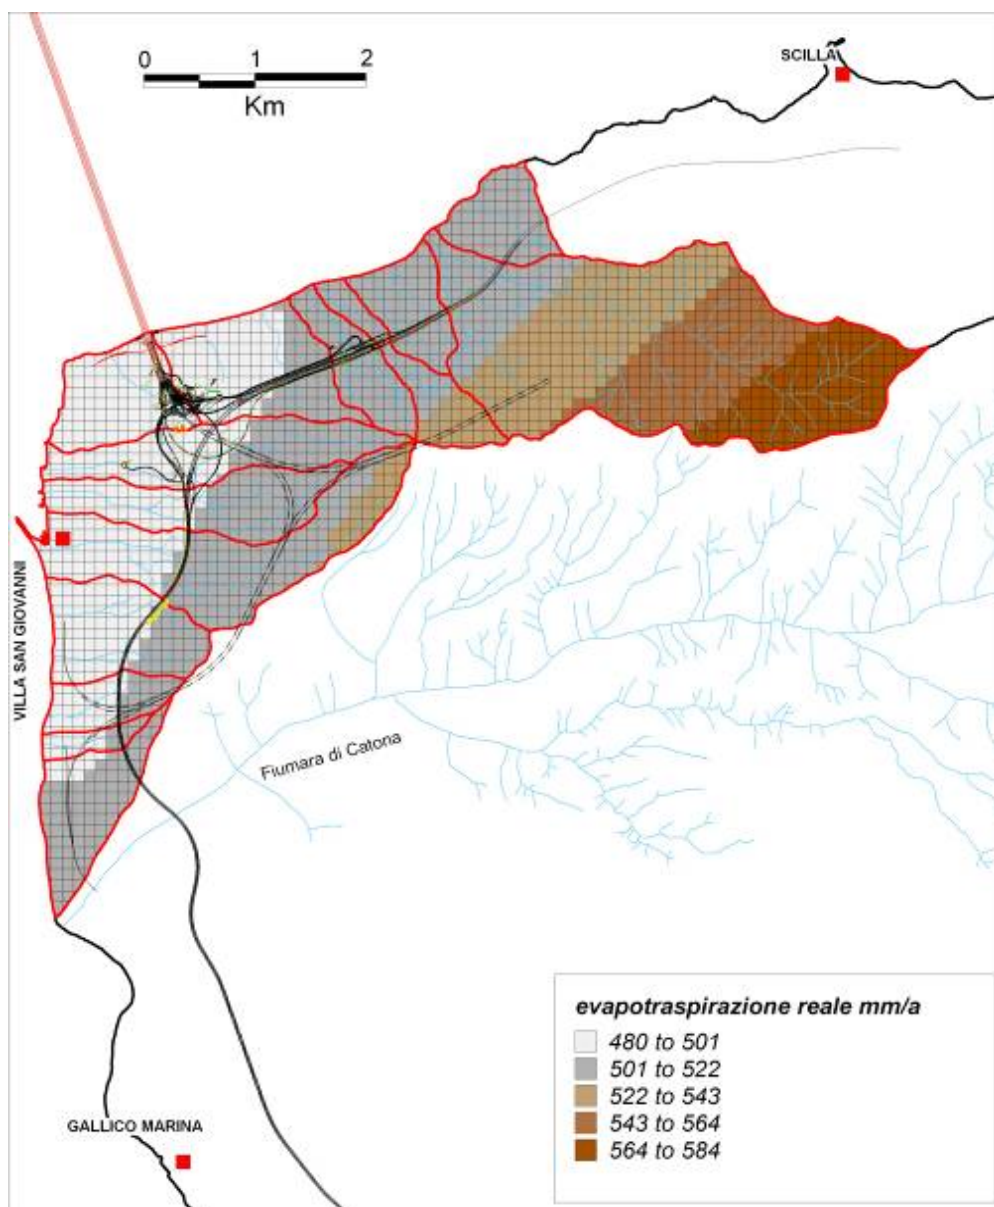 0 1 2
Km
SCILLA
VILLA SAN GIOVANNI
Fiumara di Catona
GALLICO MARINA
evapotraspirazione reale mm/a
480 to 501
501 to 522
522 to 543
543 to 564
564 to 584